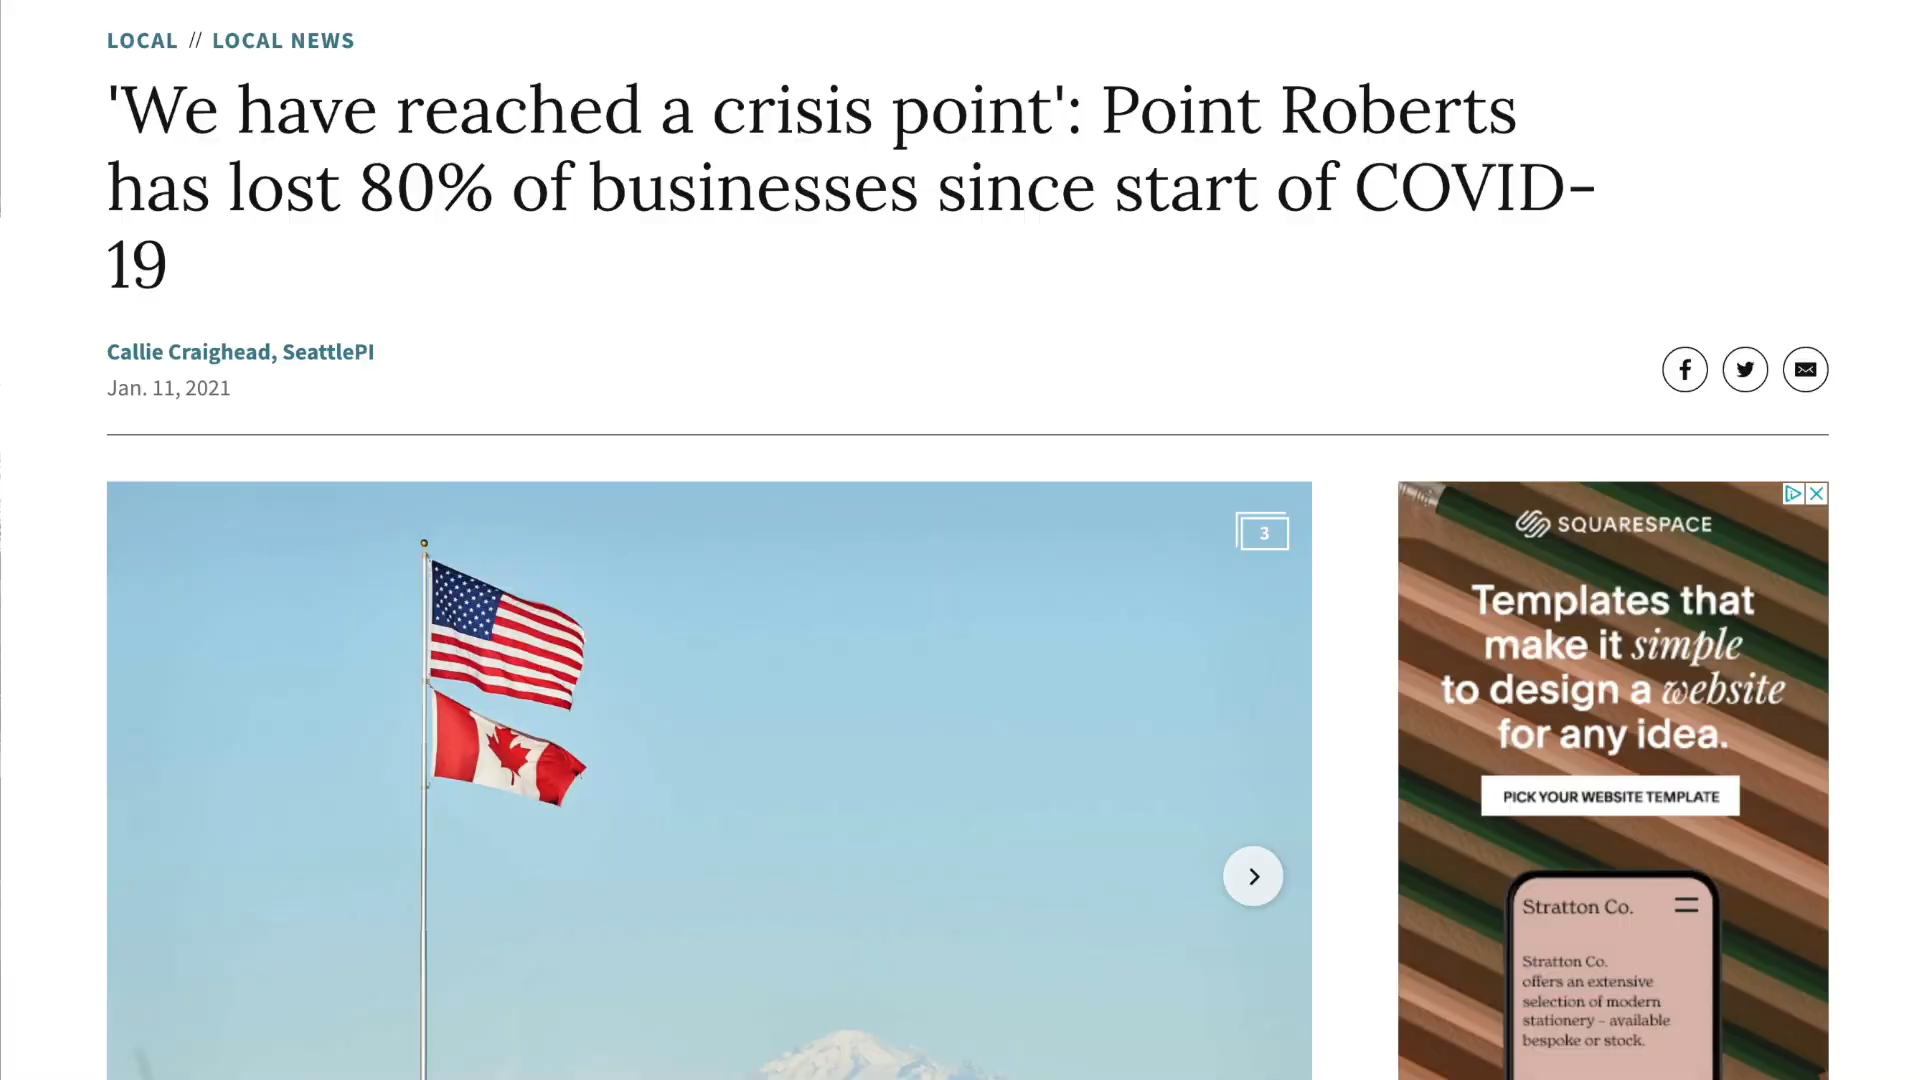 LOCAL // LOCAL NEWS
'We have reached a crisis point': Point Roberts
has lost 80% of businesses since start of COVID-
19
Callie Craighead, SeattlePI
Jan. 11, 2021
3
SQUARESPACE
Templates that
make it simple
to design a website
for any idea.
PICK YOUR WEBSITE TEMPLATE
Stratton Co.
Stratton Co.
offers an extensive
selection of modern
stationery – available
bespoke or stock.